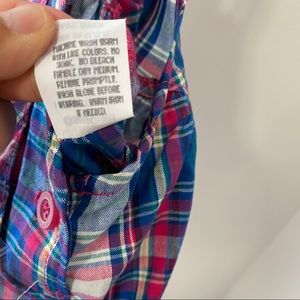 MACHINE WASH WARM
WITH LIKE COLORS. NO
SOAK. NO BLEACH
TUMBLE DRY MEDIUM.
REMOVE PROMPTLY.
WASH ALONE BEFORE
WEARING. WARM IRON
IF NEEDED.